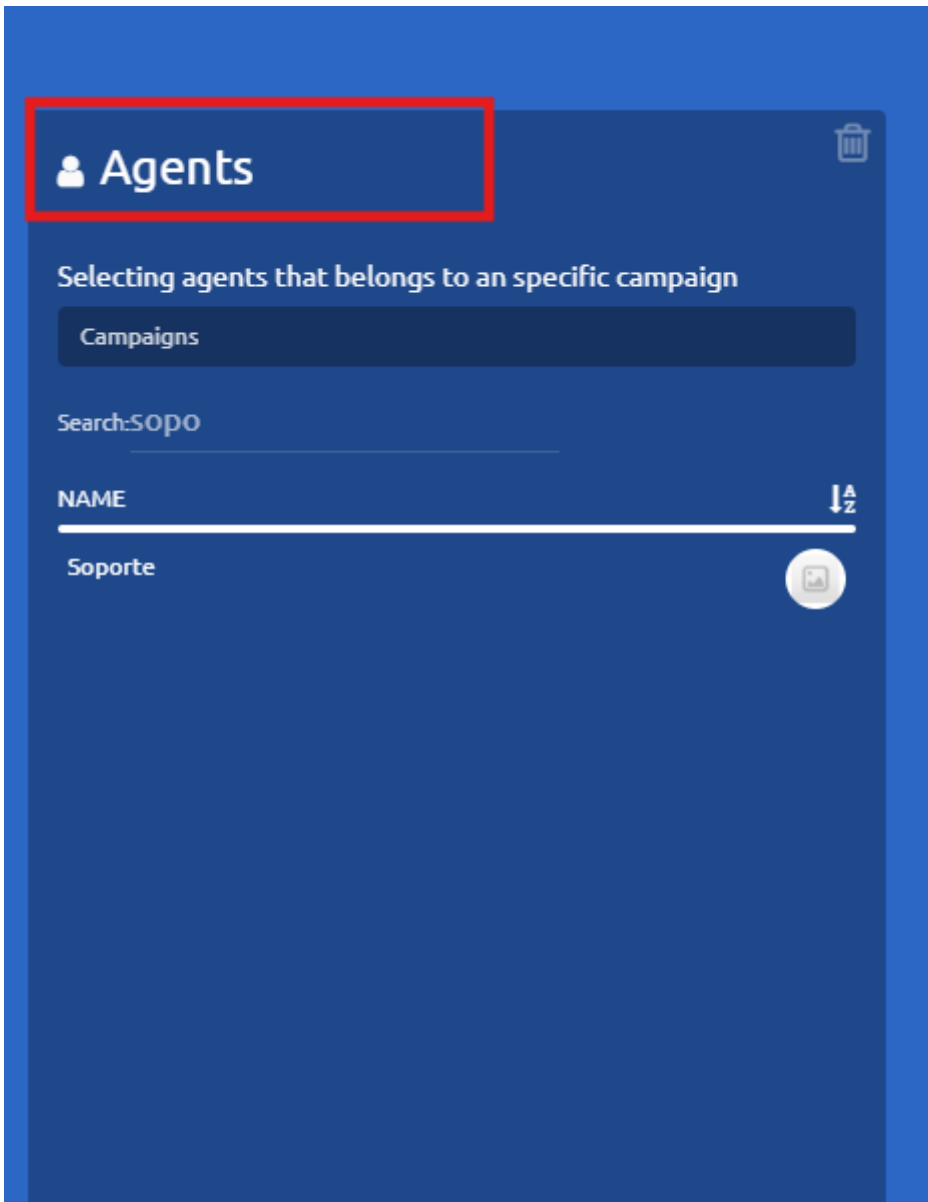 Agents
Selecting agents that belongs to an specific campaign
Campaigns
Search:sopo
NAME
Soporte